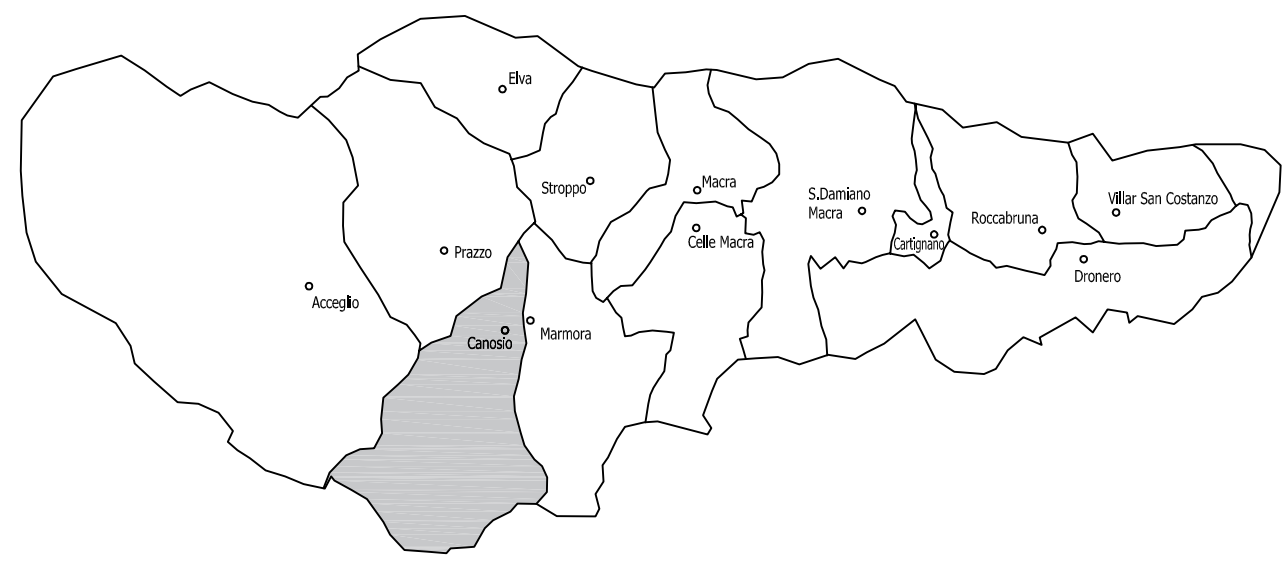 Elva
Stroppo
Macra
S.Damiano
Macra
Villar San Costanzo
Roccabruna
Celle Macra
Cartignano
Prazzo
Dronero
Acceglio
Canosio
Marmora